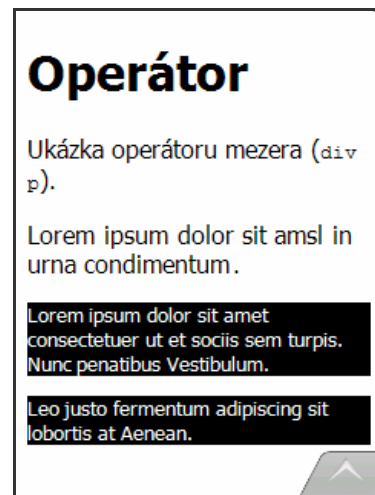 Operátor
Ukázka operátoru mezera (div
p).
Lorem ipsum dolor sit amsl in
urna condimentum.
Lorem ipsum dolor sit amet
consectetuer ut et sociis sem turpis.
Nunc penatibus Vestibulum.
Leo justo fermentum adipiscing sit
lobortis at Aenean.